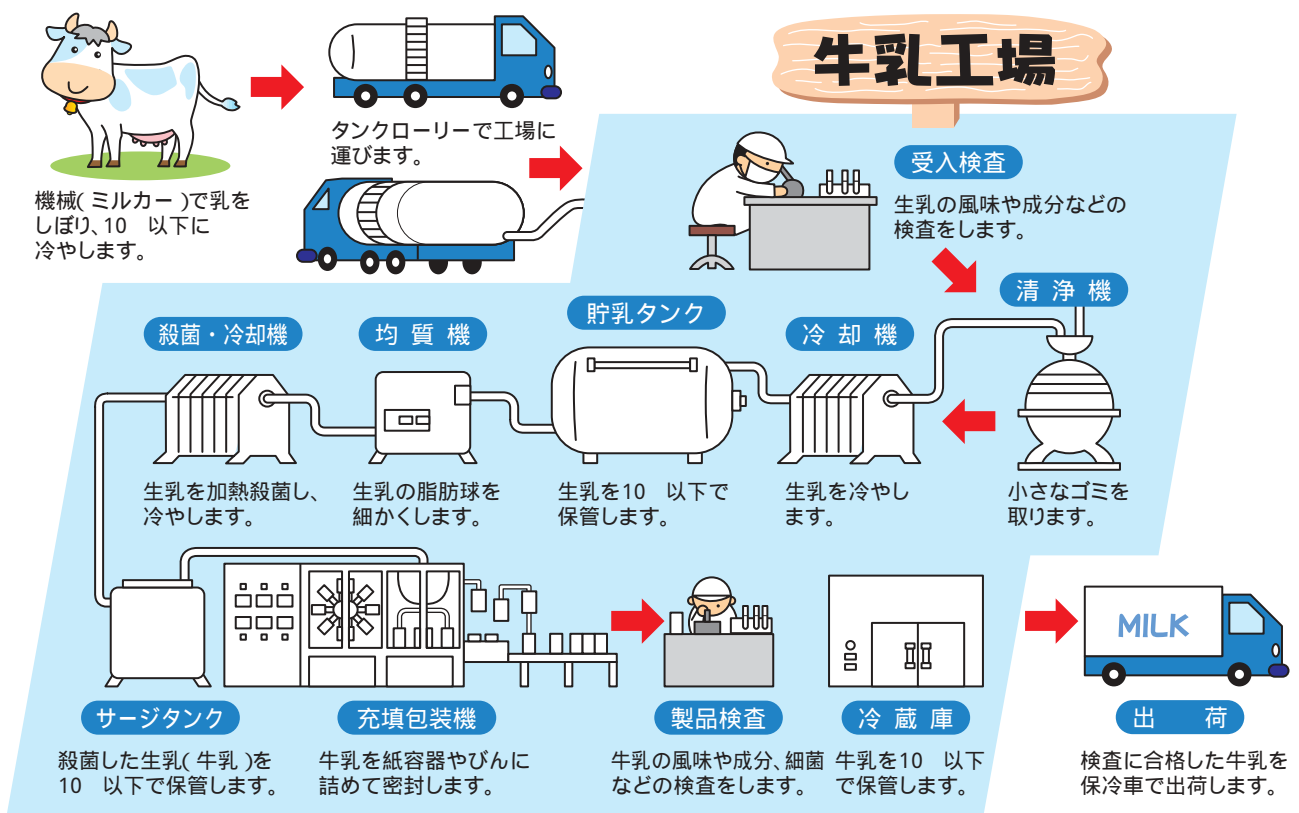 牛乳工場
機械(ミルカー)で乳を
しぼり、10　以下に
冷やします。
タンクローリーで工場に
運びます。
受入検査
生乳の風味や成分などの
検査をします。
清浄機
小さなゴミを
取ります。
冷却機
生乳を冷やし
ます。
貯乳タンク
生乳を10　以下で
保管します。
均質機
生乳の脂肪球を
細かくします。
殺菌・冷却機
生乳を加熱殺菌し、
冷やします。
サージタンク
殺菌した生乳(牛乳)を
10　以下で保管します。
充填包装機
牛乳を紙容器やびんに
詰めて密封します。
製品検査
牛乳の風味や成分、細菌
などの検査をします。
冷蔵庫
牛乳を10　以下
で保管します。
MILK
出荷
検査に合格した牛乳を
保冷車で出荷します。